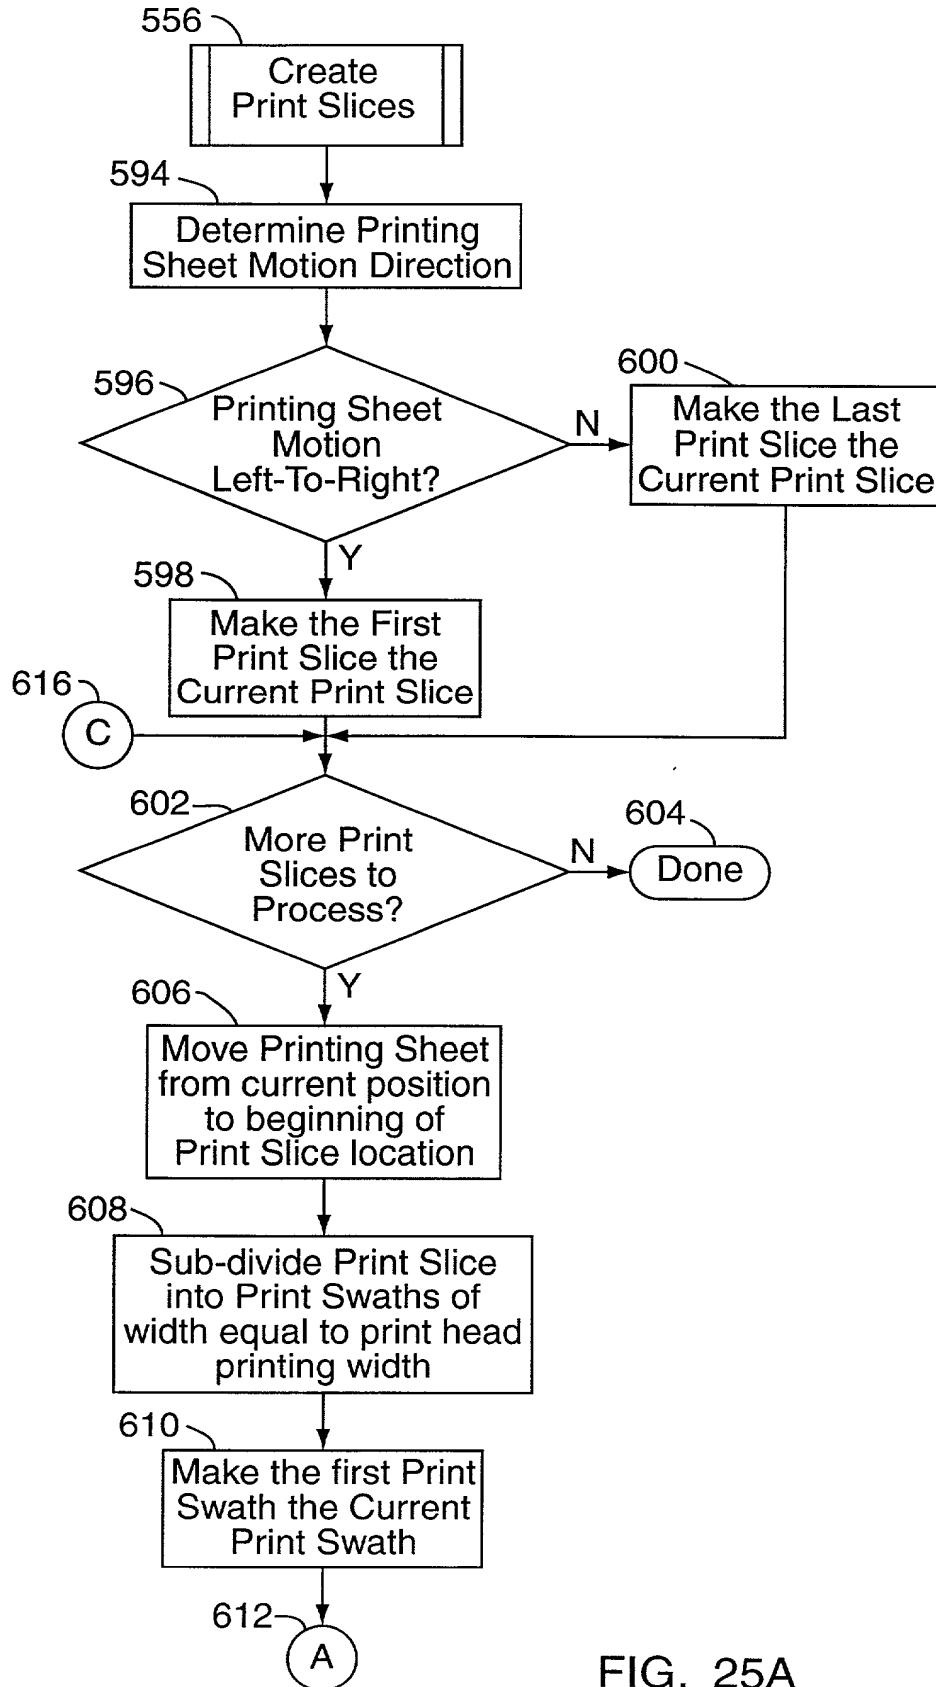 556
Create
Print Slices
594
Determine Printing
Sheet Motion Direction
596
Printing Sheet
Motion
Left-To-Right?
N
600
Make the Last
Print Slice the
Current Print Slice
Y
598
Make the First
Print Slice the
Current Print Slice
616
C
602
More Print
Slices to
Process?
N
604
Done
Y
606
Move Printing Sheet
from current position
to beginning of
Print Slice location
608
Sub-divide Print Slice
into Print Swaths of
width equal to print head
printing width
610
Make the first Print
Swath the Current
Print Swath
612
A
FIG. 25A